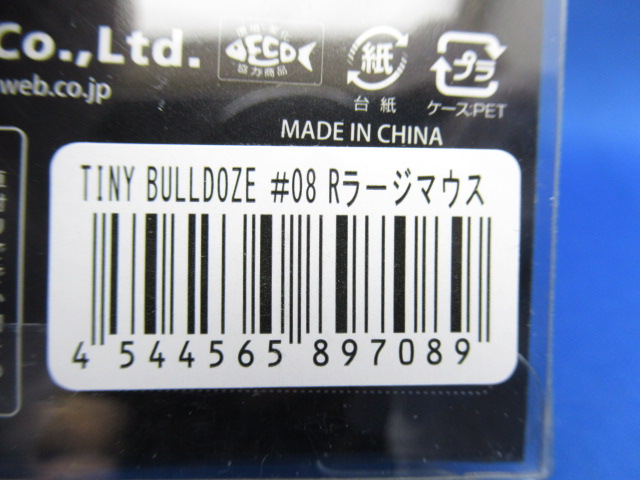 Co.,Ltd.
web.co.jp
ECO
協力商品
紙
台紙
プラ
ケース:PET
MADE IN CHINA
TINY BULLDOZE #08 Rラージマウス
4 544565 897089